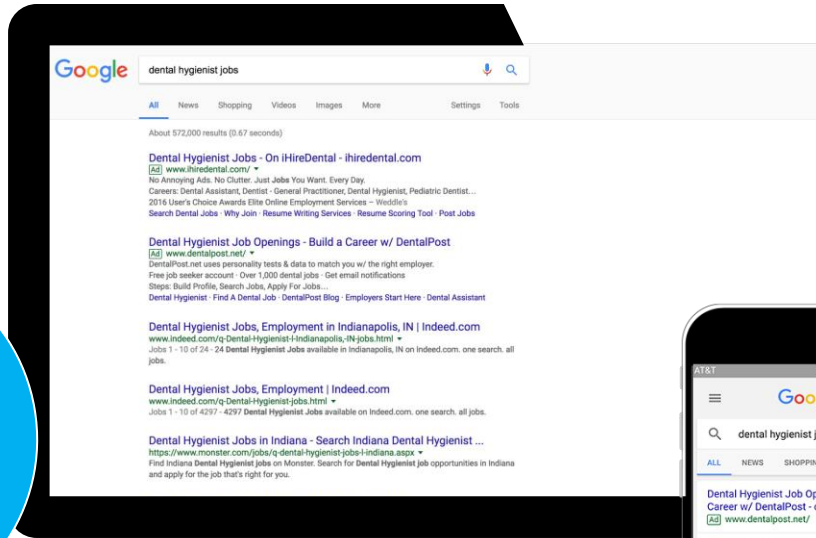 Google
dental hygienist jobs
All News Shopping Videos Images More Settings Tools
About 572,000 results (0.67 seconds)
Dental Hygienist Jobs - On iHireDental - ihiredental.com
Ad www.ihiredental.com/
No Annoying Ads. No Clutter. Just Jobs You Want. Every Day.
Careers: Dental Assistant, Dentist - General Practitioner, Dental Hygienist, Pediatric Dentist…
2016 User's Choice Awards Elite Online Employment Services – Weddle's
Search Dental Jobs · Why Join · Resume Writing Services · Resume Scoring Tool · Post Jobs
Dental Hygienist Job Openings - Build a Career w/ DentalPost
Ad www.dentalpost.net/
DentalPost.net uses personality tests & data to match you w/ the right employer.
Free job seeker account · Over 1,000 dental jobs · Get email notifications
Steps: Build Profile, Search Jobs, Apply For Jobs…
Dental Hygienist · Find A Dental Job · DentalPost Blog · Employers Start Here · Dental Assistant
Dental Hygienist Jobs, Employment in Indianapolis, IN | Indeed.com
www.indeed.com/q-Dental-Hygienist-l-Indianapolis,-IN-jobs.html
Jobs 1 - 10 of 24 - 24 Dental Hygienist Jobs available in Indianapolis, IN on Indeed.com. one search. all
jobs.
Dental Hygienist Jobs, Employment | Indeed.com
www.indeed.com/q-Dental-Hygienist-jobs.html
Jobs 1 - 10 of 4297 - 4297 Dental Hygienist Jobs available on Indeed.com. one search. all jobs.
Dental Hygienist Jobs in Indiana - Search Indiana Dental Hygienist ...
https://www.monster.com/jobs/q-dental-hygienist-jobs-l-indiana.aspx
Find Indiana Dental Hygienist jobs on Monster. Search for Dental Hygienist job opportunities in Indiana
and apply for the job that's right for you.
AT&T
Goo
dental hygienist j
ALL NEWS SHOPPIN
Dental Hygienist Job Op
Career w/ DentalPost - d
Ad www.dentalpost.net/